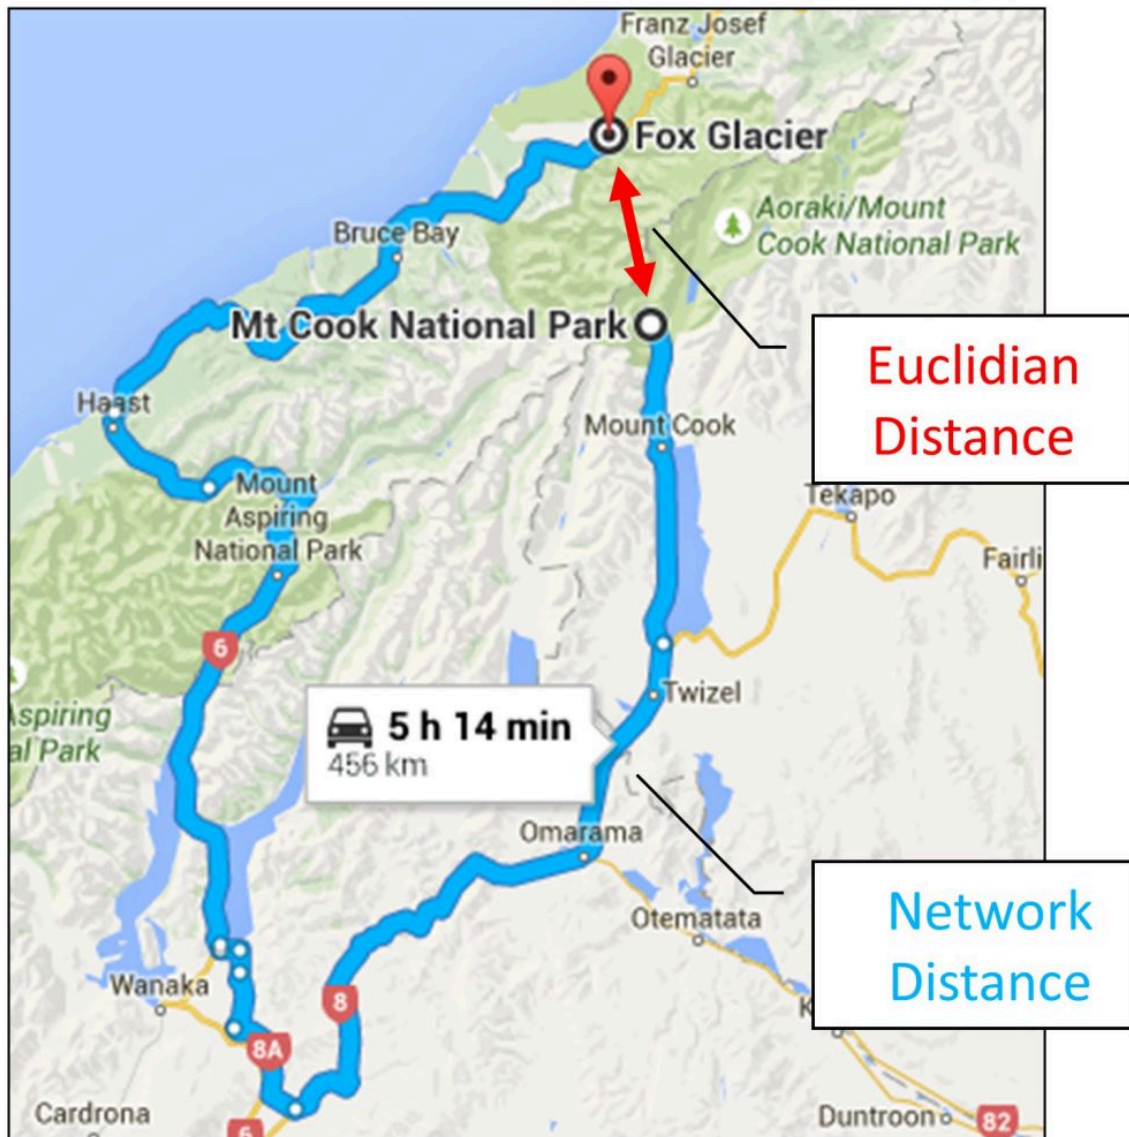 Franz Josef
Glacier
Fox Glacier
Aoraki/Mount
Cook National Park
Bruce Bay
Mt Cook National Park
Euclidian
Distance
Haast
Mount Cook
Mount
Aspiring
National Park
Tekapo
Fairli
6
Twizel
Aspiring
al Park
5 h 14 min
456 km
Omarama
Otematata
Network
Distance
Wanaka
8
K
8A
Cardrona
6
Duntroon
82